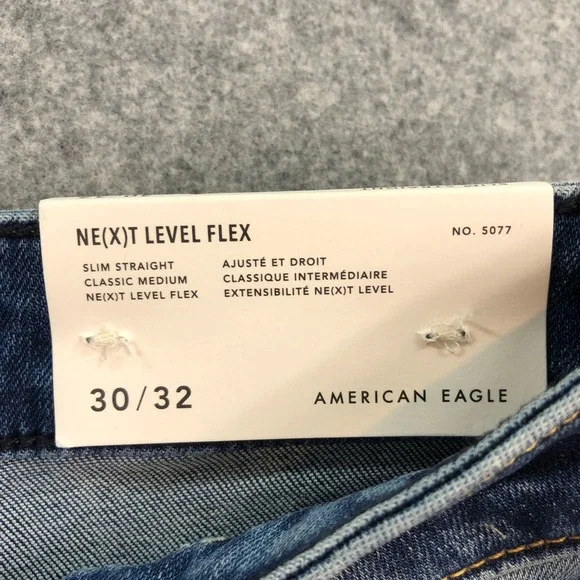 NE(X)T LEVEL FLEX
NO. 5077
SLIM STRAIGHT
CLASSIC MEDIUM
NE(X)T LEVEL FLEX
AJUSTÉ ET DROIT
CLASSIQUE INTERMÉDIAIRE
EXTENSIBILITÉ NE(X)T LEVEL
30/32
AMERICAN EAGLE